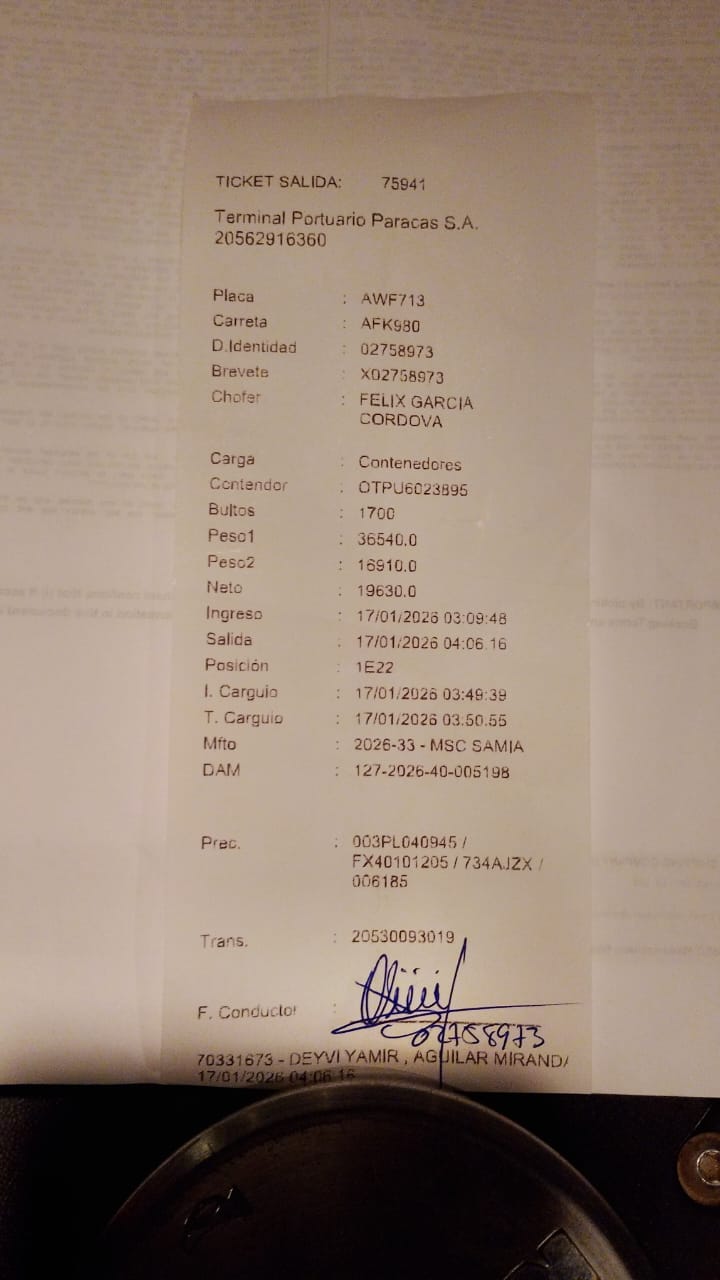 TICKET SALIDA: 75941
Terminal Portuario Paracas S.A.
20562916360
Placa : AWF713
Carreta : AFK980
D.Identidad : 02758973
Brevete : X02758973
Chofer : FELIX GARCIA
CORDOVA
Carga : Contenedores
Contendor : OTPU6023895
Bultos : 1700
Peso1 : 36540.0
Peso2 : 16910.0
Neto : 19630.0
Ingreso : 17/01/2026 03:09:48
Salida : 17/01/2026 04:06:16
Posición : 1E22
I. Carguio : 17/01/2026 03:49:39
T. Carguio : 17/01/2026 03:50:55
Mfto : 2026-33 - MSC SAMIA
DAM : 127-2026-40-005198
Prec. : 003PL040945 /
FX40101205 / 734AJZX /
006185
Trans. : 20530093019
F. Conductor :
02758973
70331673 - DEYVI YAMIR , AGUILAR MIRANDA
17/01/2026 04:06:16